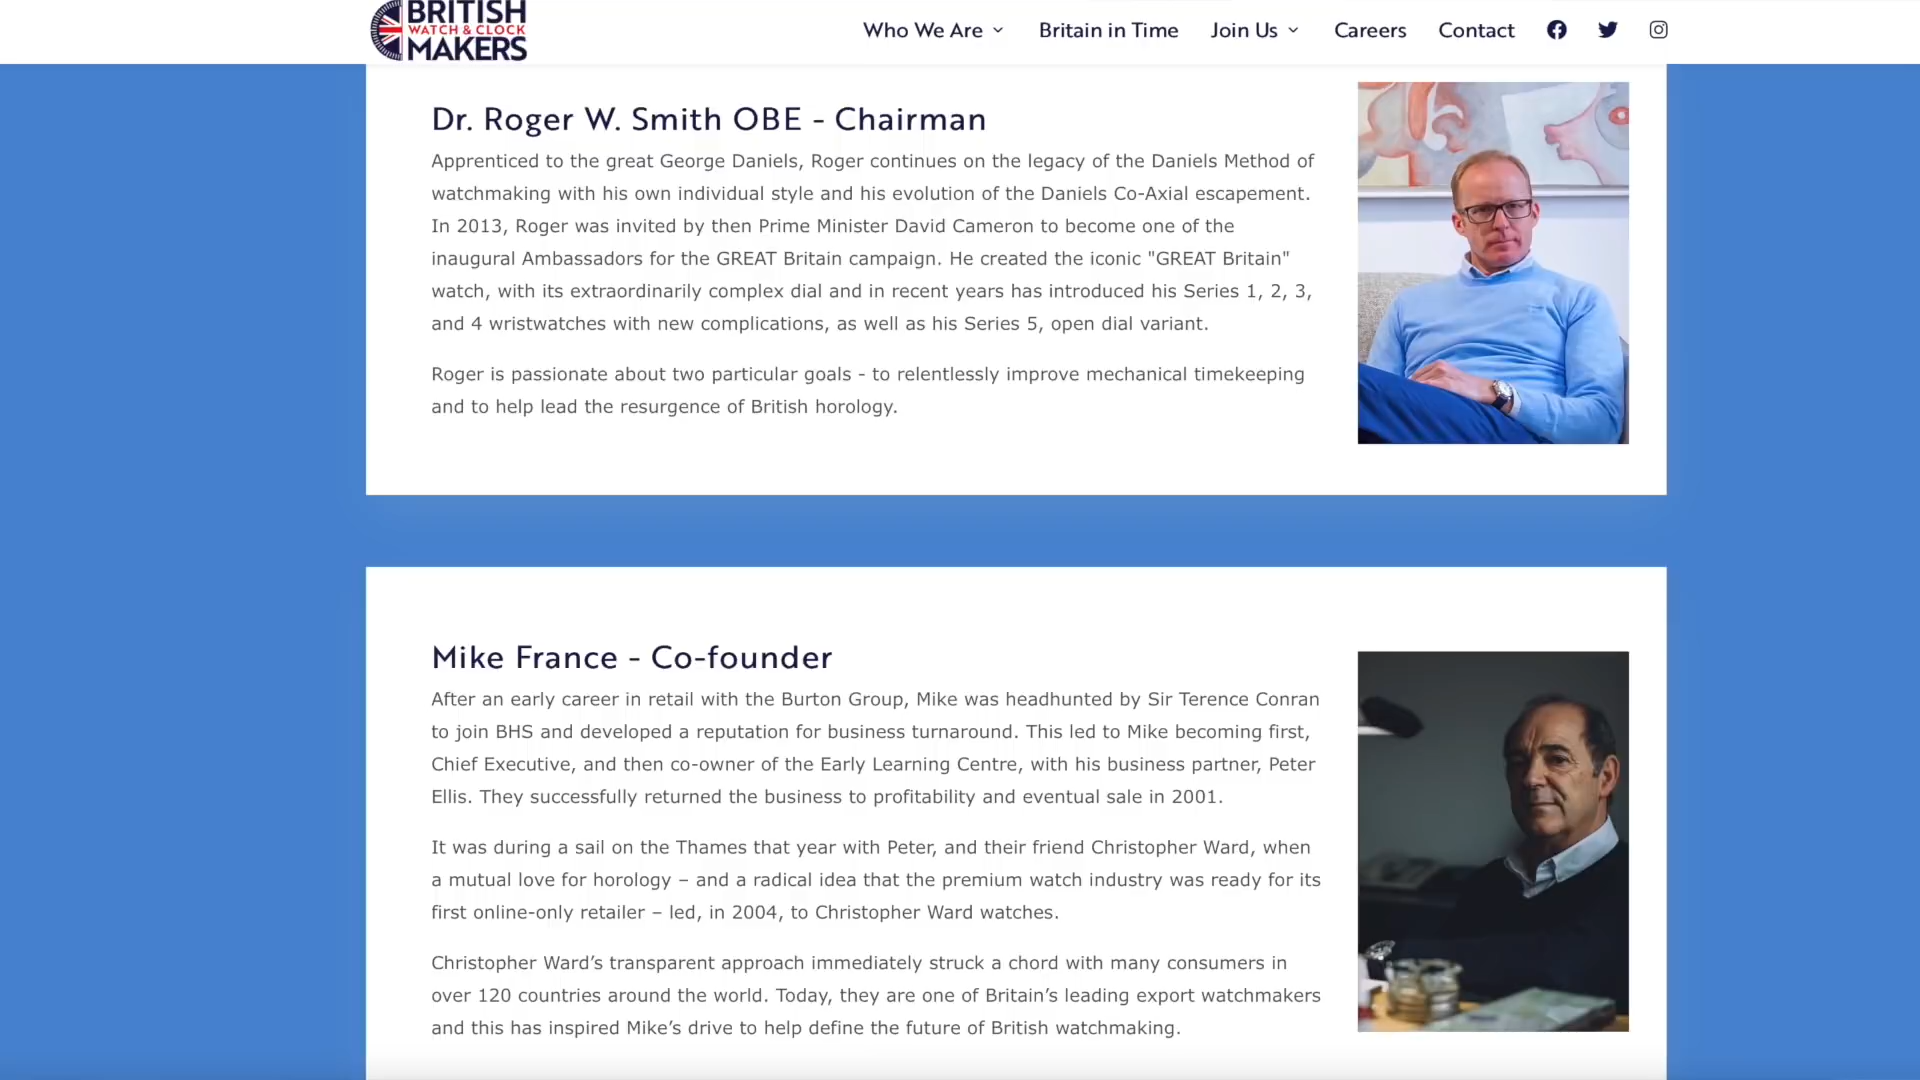 BRITISH
WATCH & CLOCK
MAKERS
Who We Are
Britain in Time
Join Us
Careers
Contact
Dr. Roger W. Smith OBE - Chairman
Apprenticed to the great George Daniels, Roger continues on the legacy of the Daniels Method of
watchmaking with his own individual style and his evolution of the Daniels Co-Axial escapement.
In 2013, Roger was invited by then Prime Minister David Cameron to become one of the
inaugural Ambassadors for the GREAT Britain campaign. He created the iconic "GREAT Britain"
watch, with its extraordinarily complex dial and in recent years has introduced his Series 1, 2, 3,
and 4 wristwatches with new complications, as well as his Series 5, open dial variant.
Roger is passionate about two particular goals - to relentlessly improve mechanical timekeeping
and to help lead the resurgence of British horology.
Mike France - Co-founder
After an early career in retail with the Burton Group, Mike was headhunted by Sir Terence Conran
to join BHS and developed a reputation for business turnaround. This led to Mike becoming first,
Chief Executive, and then co-owner of the Early Learning Centre, with his business partner, Peter
Ellis. They successfully returned the business to profitability and eventual sale in 2001.
It was during a sail on the Thames that year with Peter, and their friend Christopher Ward, when
a mutual love for horology – and a radical idea that the premium watch industry was ready for its
first online-only retailer – led, in 2004, to Christopher Ward watches.
Christopher Ward’s transparent approach immediately struck a chord with many consumers in
over 120 countries around the world. Today, they are one of Britain’s leading export watchmakers
and this has inspired Mike’s drive to help define the future of British watchmaking.